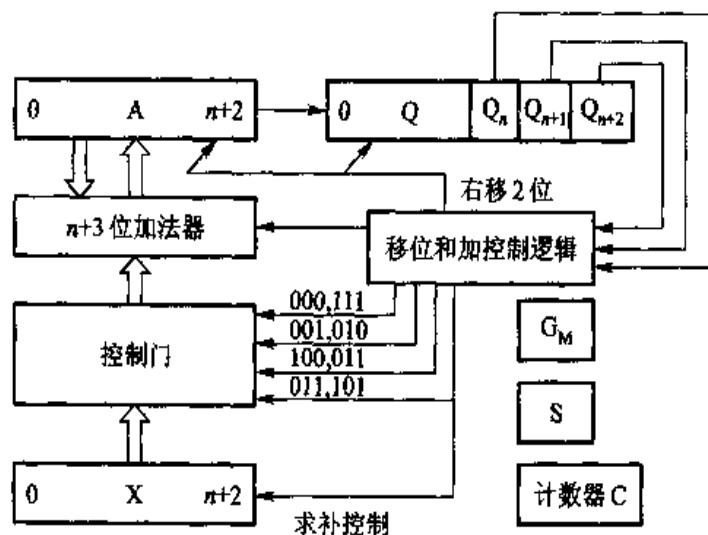 0 A n+2
0 Q Qn Qn+1 Qn+2
右移2位
n+3位加法器
移位和加控制逻辑
000,111
001,010
100,011
011,101
控制门
GM
S
0 X n+2
求补控制
计数器C